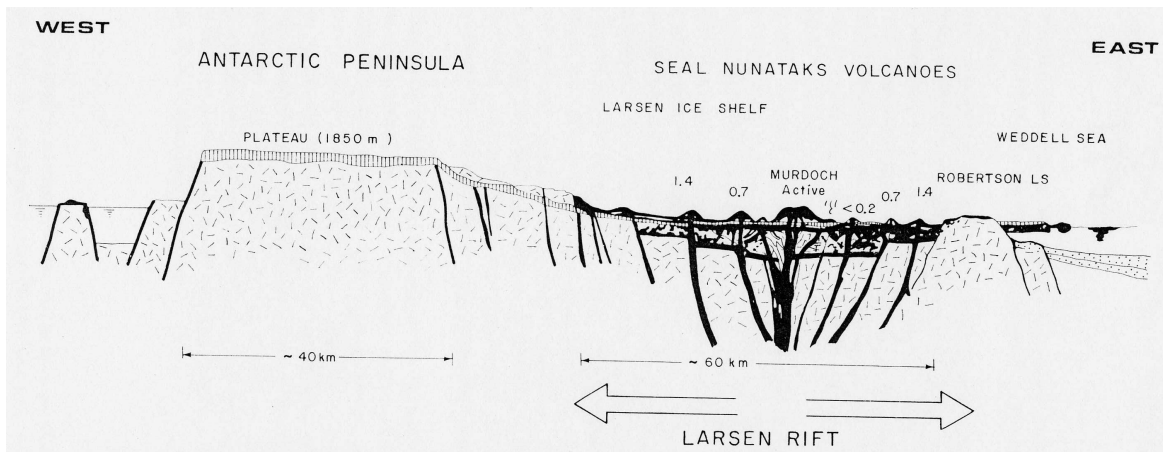 WEST
EAST
ANTARCTIC PENINSULA
SEAL NUNATAKS VOLCANOES
LARSEN ICE SHELF
PLATEAU (1850 m)
WEDDELL SEA
1.4
0.7
MURDOCH
Active
<0.2
0.7
1.4
ROBERTSON I.S
~ 40 km
~ 60 km
LARSEN RIFT